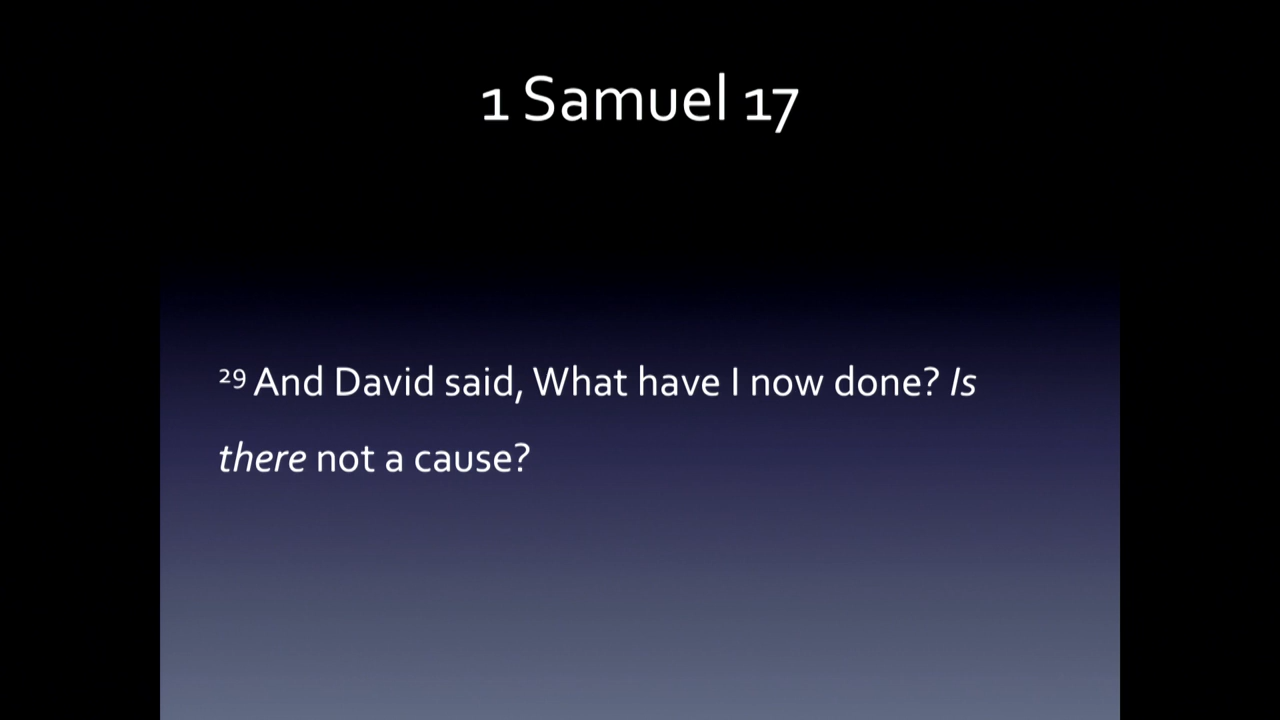 1 Samuel 17
29 And David said, What have I now done? Is
there not a cause?